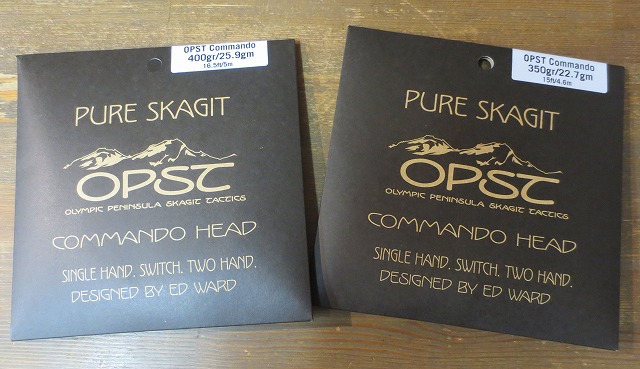 OPST Commando
400gr/25.9gm
16.5ft/5m
PURE SKAGIT
OPST
OLYMPIC PENINSULA SKAGIT TACTICS
COMMANDO HEAD
SINGLE HAND. SWITCH. TWO HAND.
DESIGNED BY ED WARD
OPST Commando
350gr/22.7gm
15ft/4.6m
PURE SKAGIT
OPST
OLYMPIC PENINSULA SKAGIT TACTICS
COMMANDO HEAD
SINGLE HAND. SWITCH. TWO HAND.
DESIGNED BY ED WARD